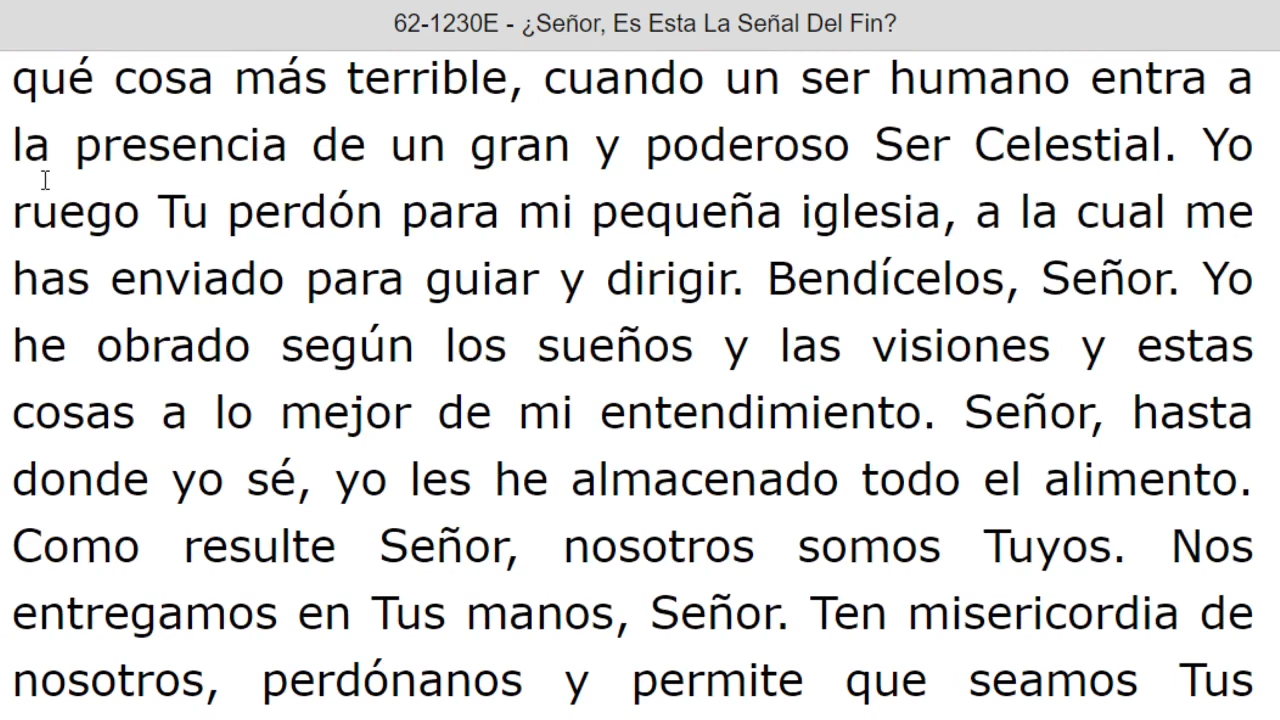 62-1230E - ¿Señor, Es Esta La Señal Del Fin?
qué cosa más terrible, cuando un ser humano entra a
la presencia de un gran y poderoso Ser Celestial. Yo
ruego Tu perdón para mi pequeña iglesia, a la cual me
has enviado para guiar y dirigir. Bendícelos, Señor. Yo
he obrado según los sueños y las visiones y estas
cosas a lo mejor de mi entendimiento. Señor, hasta
donde yo sé, yo les he almacenado todo el alimento.
Como resulte Señor, nosotros somos Tuyos. Nos
entregamos en Tus manos, Señor. Ten misericordia de
nosotros, perdónanos y permite que seamos Tus